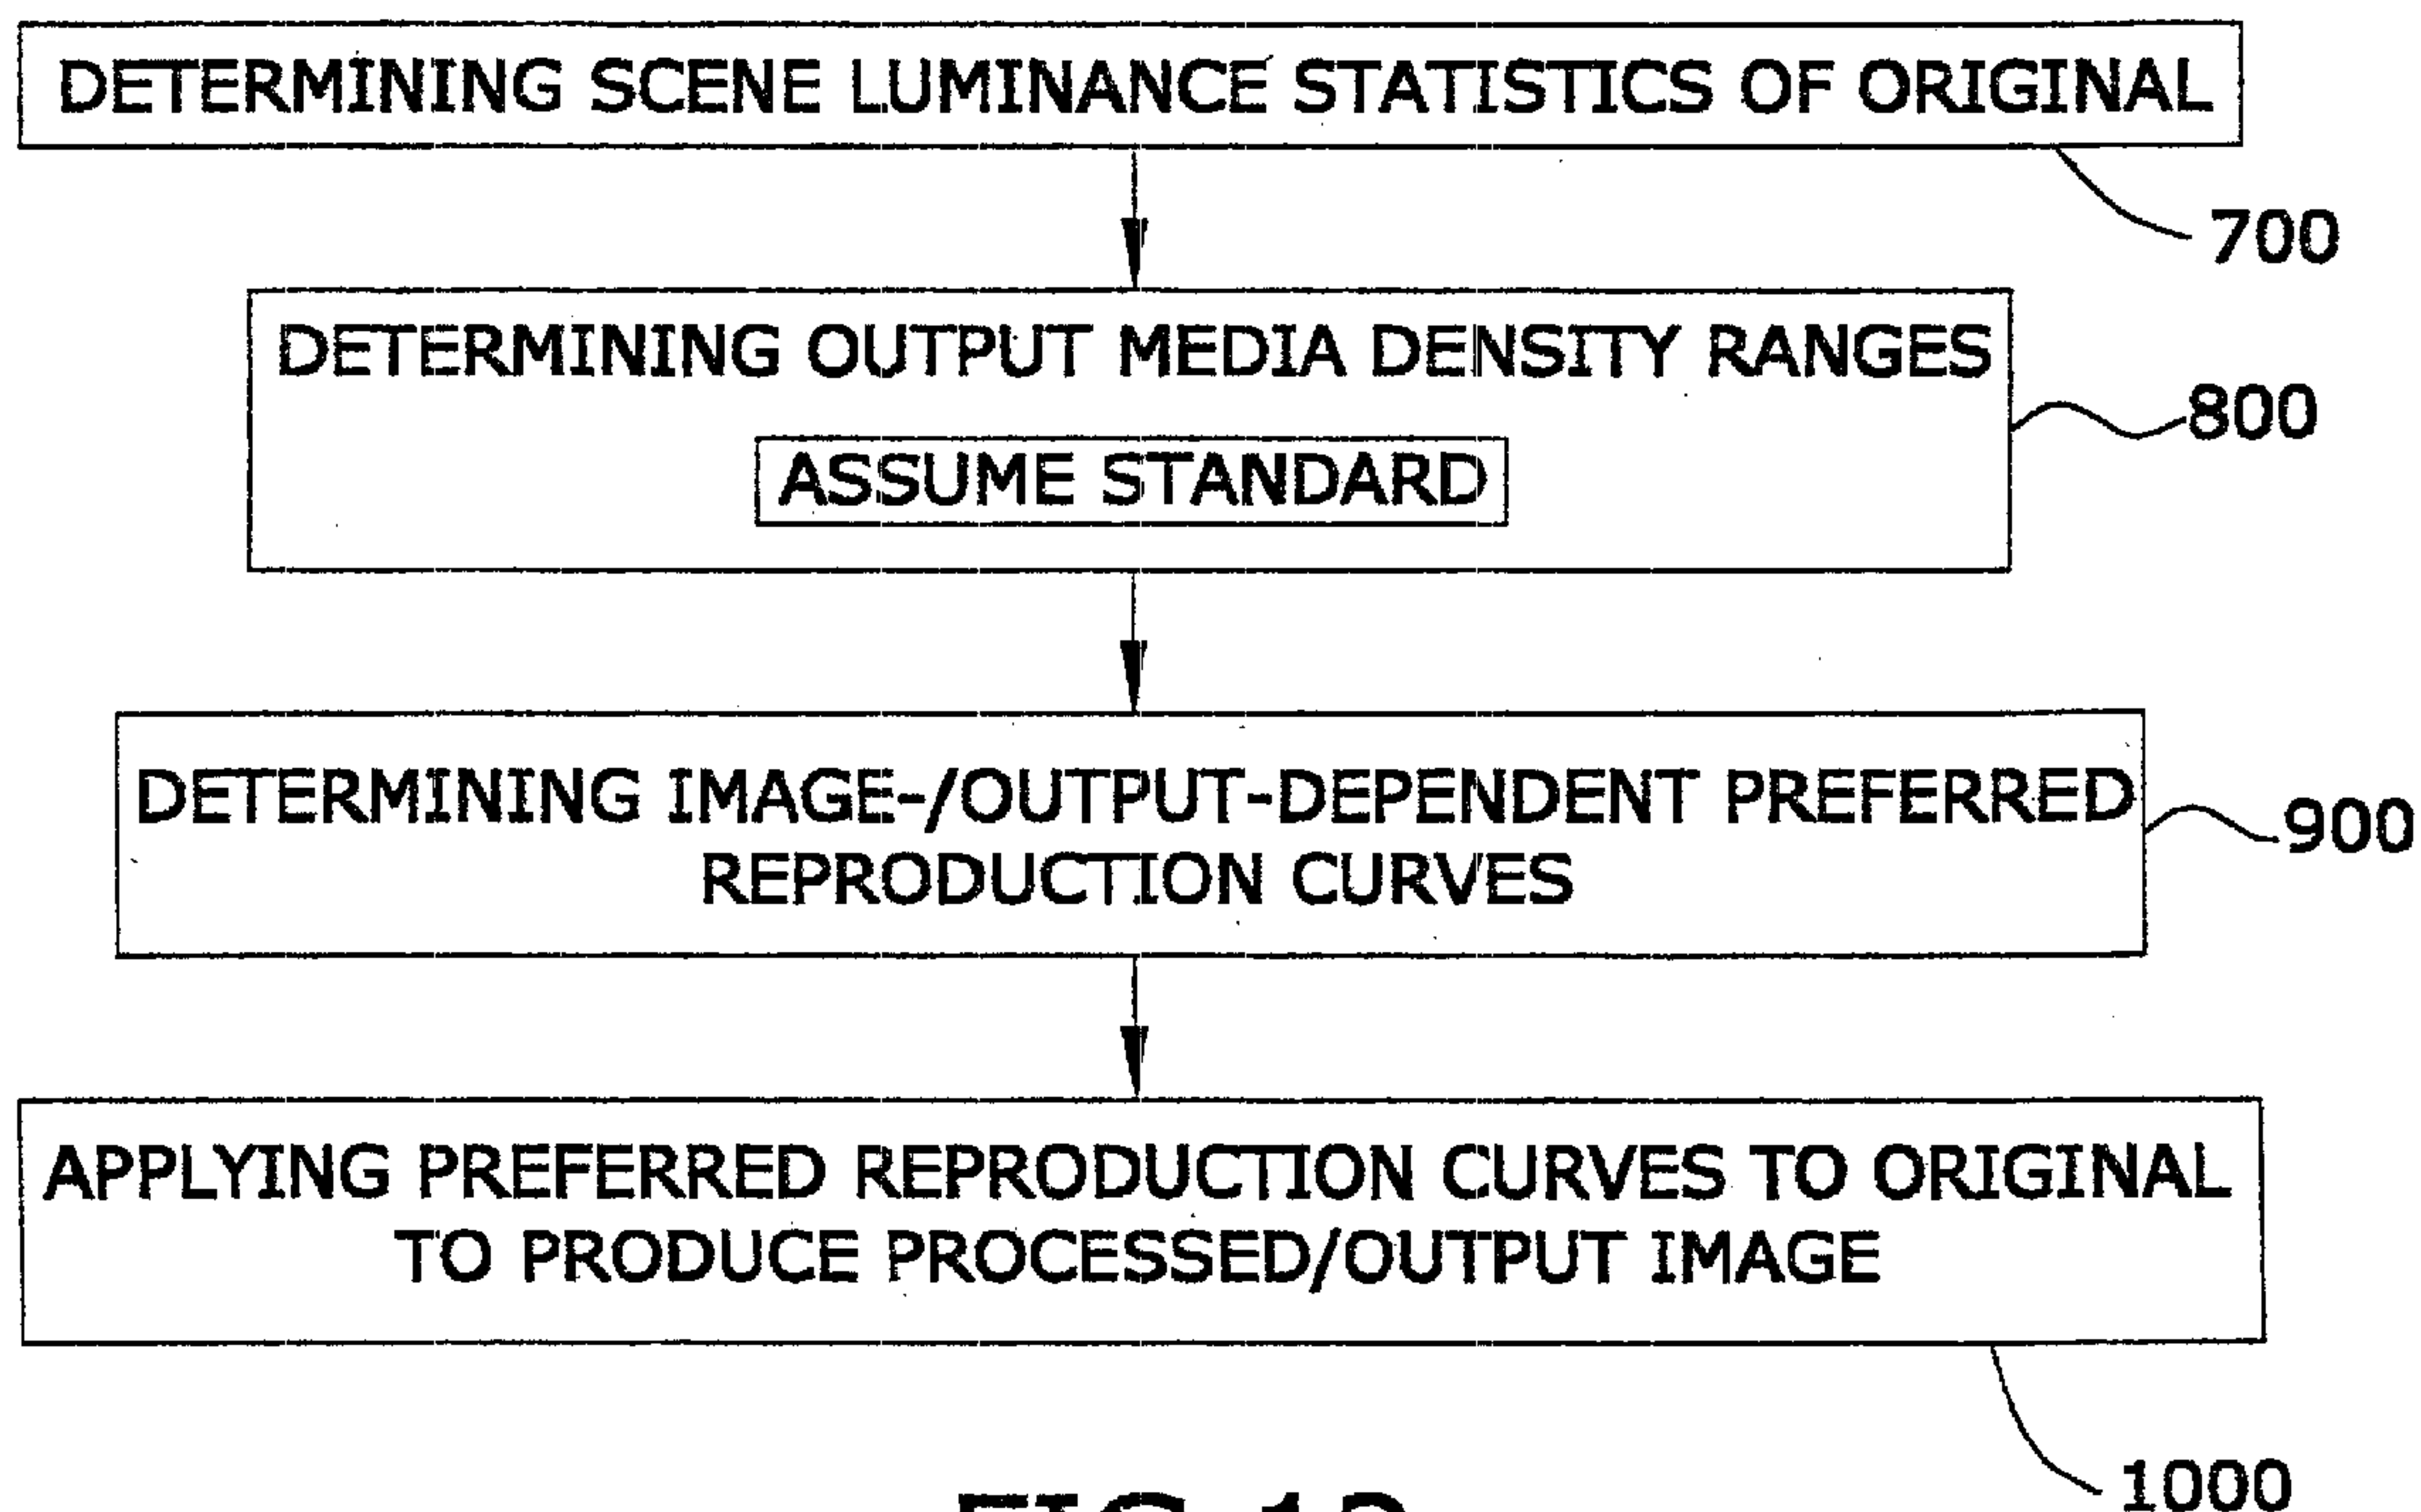 DETERMINING SCENE LUMINANCE STATISTICS OF ORIGINAL
700
DETERMINING OUTPUT MEDIA DENSITY RANGES
800
ASSUME STANDARD
DETERMINING IMAGE-/OUTPUT-DEPENDENT PREFERRED
REPRODUCTION CURVES
900
APPLYING PREFERRED REPRODUCTION CURVES TO ORIGINAL
TO PRODUCE PROCESSED/OUTPUT IMAGE
1000